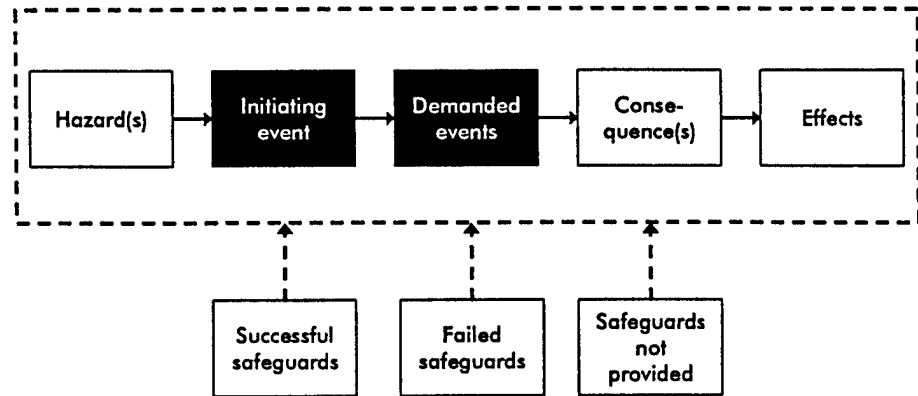 Hazard(s)
Initiating
event
Demanded
events
Conse-
quence(s)
Effects
Successful
safeguards
Failed
safeguards
Safeguards
not
provided